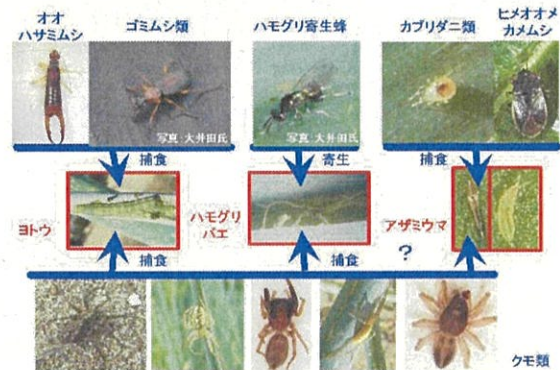 オオ
ハサミムシ
ゴミムシ類
ハモグリ寄生蜂
カブリダニ類
ヒメオオメ
カメムシ
写真:大井田氏
写真:大井田氏
捕食
寄生
捕食
ヨトウ
ハモグリ
バエ
アザミウマ
捕食
捕食
?
クモ類